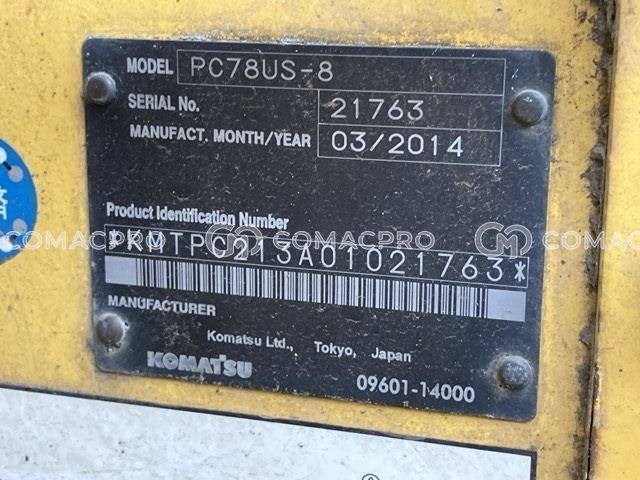 MODEL PC78US-8
SERIAL No. 21763
MANUFACT. MONTH/YEAR 03/2014
Product Identification Number
*KMTPC213A01021763*
COMACPRO COMACPRO COMACPRO
MANUFACTURER
Komatsu Ltd., Tokyo, Japan
KOMATSU 09601-14000